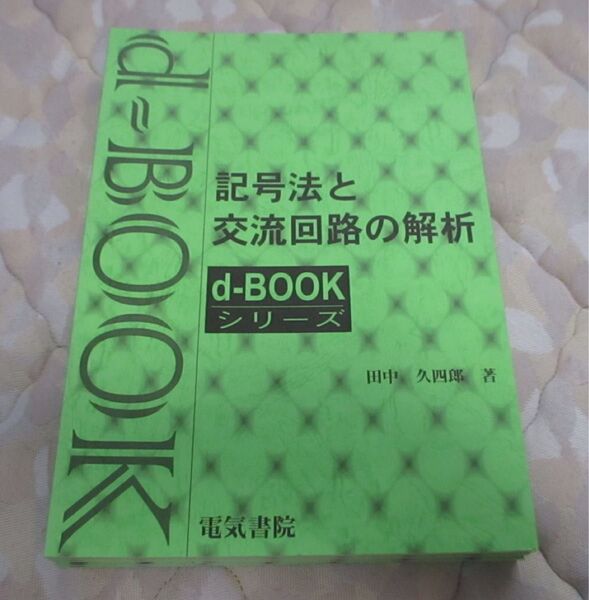 d-BOOK
記号法と
交流回路の解析
d-BOOK
シリーズ
田中 久四郎 著
電気書院